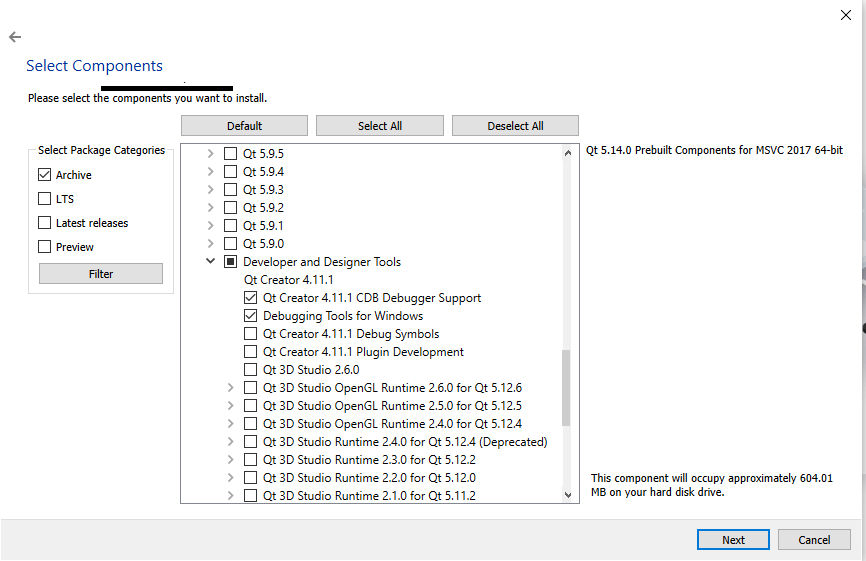 Select Components
Please select the components you want to install.
Default
Select All
Deselect All
Select Package Categories
Archive
LTS
Latest releases
Preview
Filter
Qt 5.9.5
Qt 5.9.4
Qt 5.9.3
Qt 5.9.2
Qt 5.9.1
Qt 5.9.0
Developer and Designer Tools
Qt Creator 4.11.1
Qt Creator 4.11.1 CDB Debugger Support
Debugging Tools for Windows
Qt Creator 4.11.1 Debug Symbols
Qt Creator 4.11.1 Plugin Development
Qt 3D Studio 2.6.0
Qt 3D Studio OpenGL Runtime 2.6.0 for Qt 5.12.6
Qt 3D Studio OpenGL Runtime 2.5.0 for Qt 5.12.5
Qt 3D Studio OpenGL Runtime 2.4.0 for Qt 5.12.4
Qt 3D Studio Runtime 2.4.0 for Qt 5.12.4 (Deprecated)
Qt 3D Studio Runtime 2.3.0 for Qt 5.12.2
Qt 3D Studio Runtime 2.2.0 for Qt 5.12.0
Qt 3D Studio Runtime 2.1.0 for Qt 5.11.2
Qt 5.14.0 Prebuilt Components for MSVC 2017 64-bit
This component will occupy approximately 604.01
MB on your hard disk drive.
Next
Cancel